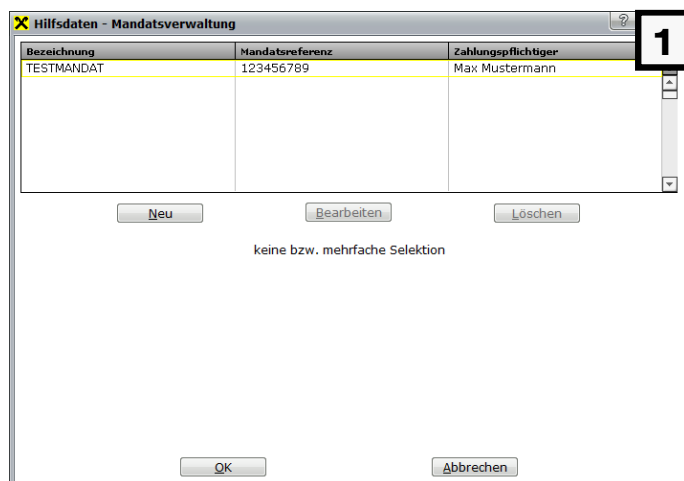 Hilfsdaten - Mandatsverwaltung ?
1
Bezeichnung Mandatsreferenz Zahlungspflichtiger
TESTMANDAT 123456789 Max Mustermann
Neu Bearbeiten Löschen
keine bzw. mehrfache Selektion
OK Abbrechen